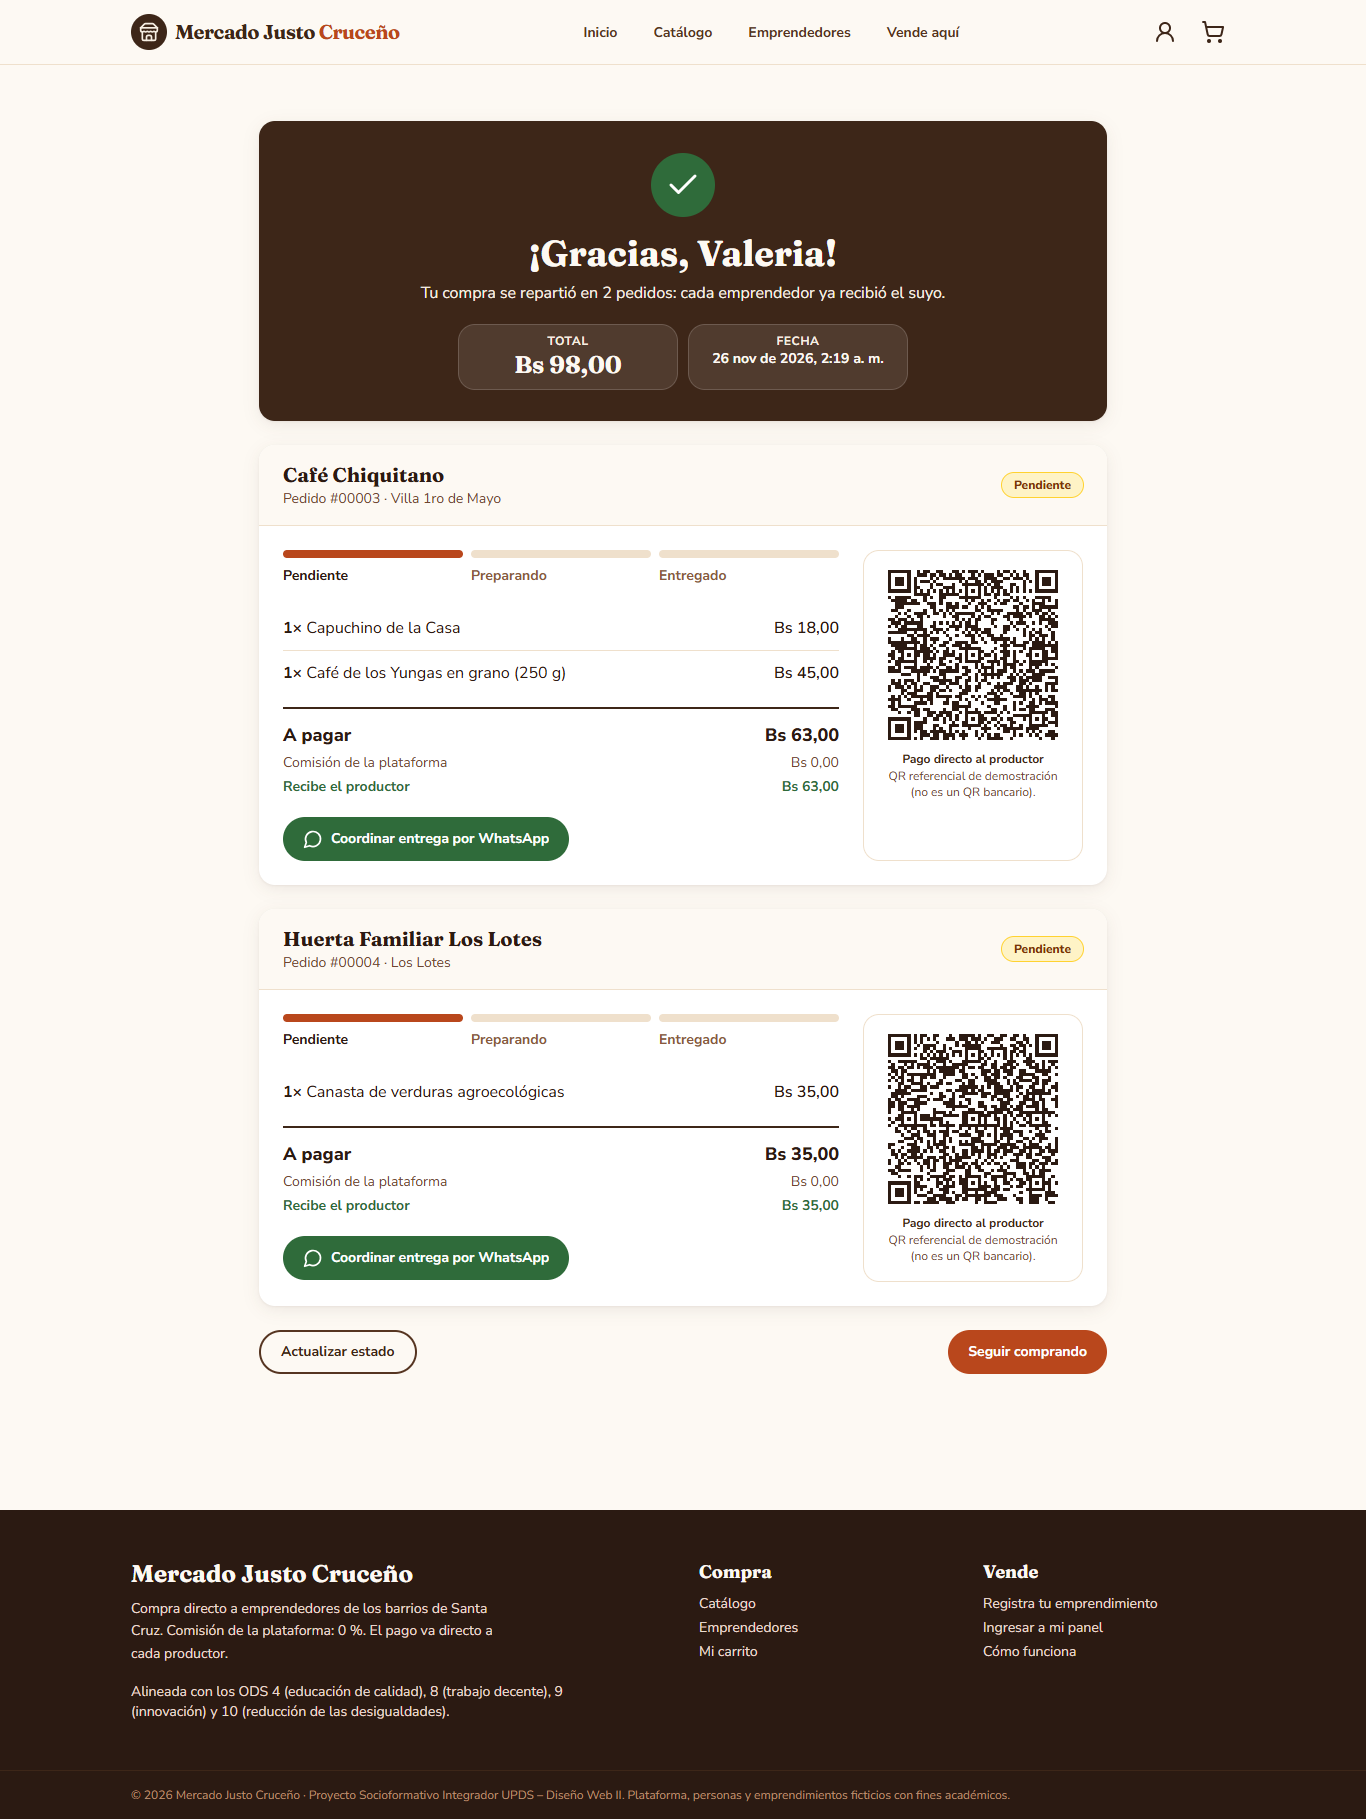 Mercado Justo Cruceño
Inicio
Catálogo
Emprendedores
Vende aquí
¡Gracias, Valeria!
Tu compra se repartió en 2 pedidos: cada emprendedor ya recibió el suyo.
TOTAL
Bs 98,00
FECHA
26 nov de 2026, 2:19 a. m.
Café Chiquitano
Pedido #00003 · Villa 1ro de Mayo
Pendiente
Pendiente
Preparando
Entregado
1× Capuchino de la Casa
Bs 18,00
1× Café de los Yungas en grano (250 g)
Bs 45,00
A pagar
Bs 63,00
Comisión de la plataforma
Bs 0,00
Recibe el productor
Bs 63,00
Coordinar entrega por WhatsApp
Pago directo al productor
QR referencial de demostración
(no es un QR bancario).
Huerta Familiar Los Lotes
Pedido #00004 · Los Lotes
Pendiente
Pendiente
Preparando
Entregado
1× Canasta de verduras agroecológicas
Bs 35,00
A pagar
Bs 35,00
Comisión de la plataforma
Bs 0,00
Recibe el productor
Bs 35,00
Coordinar entrega por WhatsApp
Pago directo al productor
QR referencial de demostración
(no es un QR bancario).
Actualizar estado
Seguir comprando
Mercado Justo Cruceño
Compra directo a emprendedores de los barrios de Santa
Cruz. Comisión de la plataforma: 0 %. El pago va directo a
cada productor.
Alineada con los ODS 4 (educación de calidad), 8 (trabajo decente), 9
(innovación) y 10 (reducción de las desigualdades).
Compra
Catálogo
Emprendedores
Mi carrito
Vende
Registra tu emprendimiento
Ingresar a mi panel
Cómo funciona
© 2026 Mercado Justo Cruceño · Proyecto Socioformativo Integrador UPDS – Diseño Web II. Plataforma, personas y emprendimientos ficticios con fines académicos.